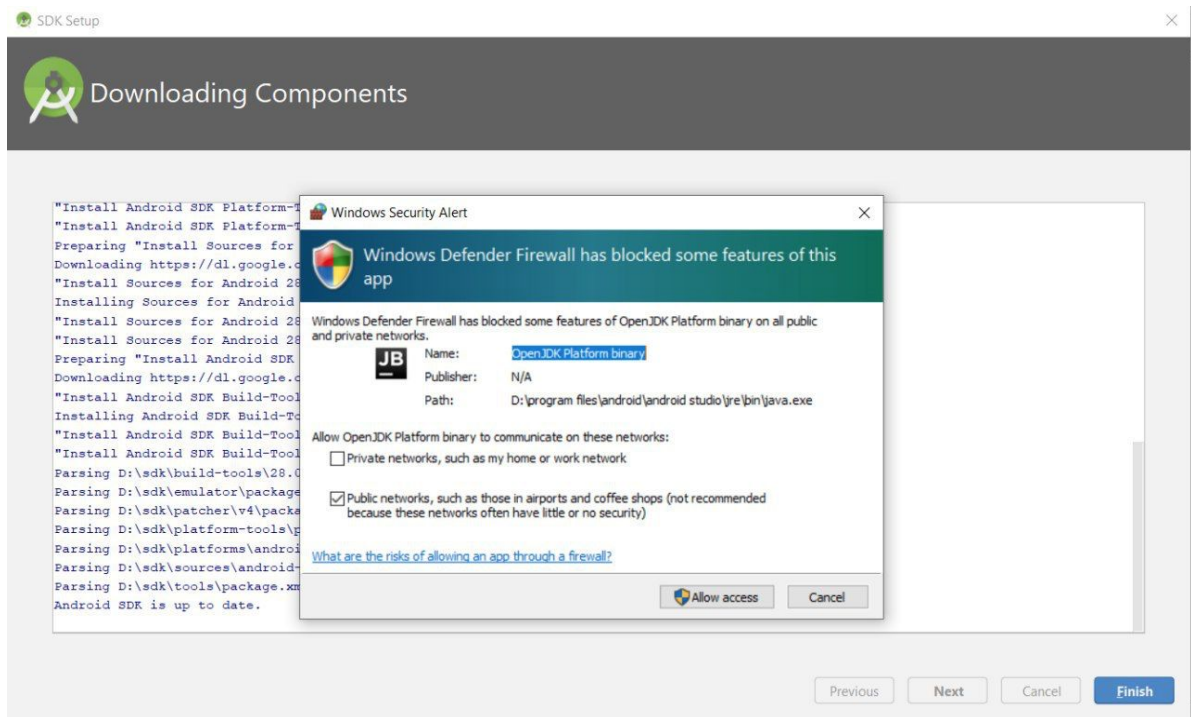 SDK Setup
Downloading Components
"Install Android SDK Platform-T
"Install Android SDK Platform-T
Preparing "Install Sources for
Downloading https://dl.google.c
"Install Sources for Android 28
Installing Sources for Android
"Install Sources for Android 28
"Install Sources for Android 28
Preparing "Install Android SDK
Downloading https://dl.google.c
"Install Android SDK Build-Tool
Installing Android SDK Build-To
"Install Android SDK Build-Tool
"Install Android SDK Build-Tool
Parsing D:\sdk\build-tools\28.0
Parsing D:\sdk\emulator\package
Parsing D:\sdk\patcher\v4\packa
Parsing D:\sdk\platform-tools\p
Parsing D:\sdk\platforms\androi
Parsing D:\sdk\sources\android-
Parsing D:\sdk\tools\package.xm
Android SDK is up to date.
Windows Security Alert
Windows Defender Firewall has blocked some features of this
app
Windows Defender Firewall has blocked some features of OpenJDK Platform binary on all public
and private networks.
JB
Name: OpenJDK Platform binary
Publisher: N/A
Path: D:\program files\android\android studio\jre\bin\java.exe
Allow OpenJDK Platform binary to communicate on these networks:
Private networks, such as my home or work network
Public networks, such as those in airports and coffee shops (not recommended
because these networks often have little or no security)
What are the risks of allowing an app through a firewall?
Allow access Cancel
Previous Next Cancel Finish